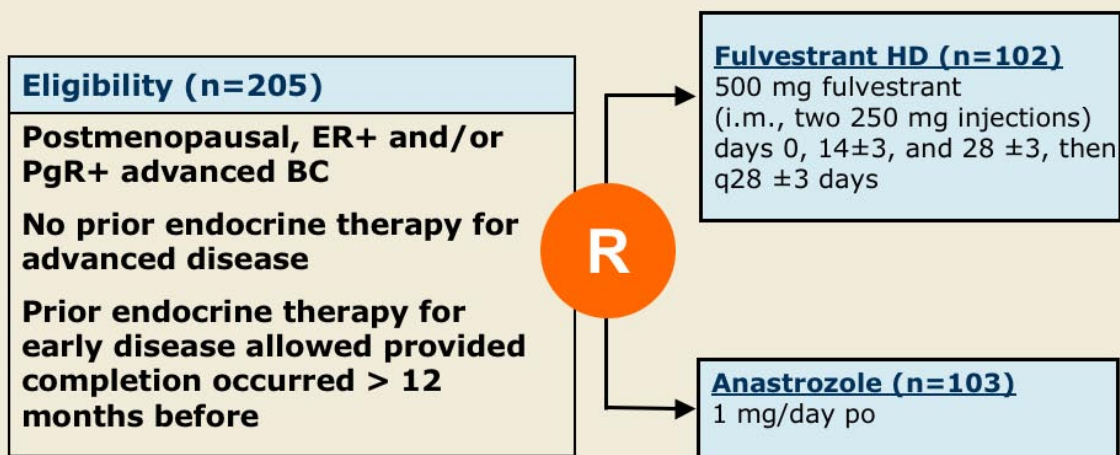 Eligibility (n=205)
Postmenopausal, ER+ and/or
PgR+ advanced BC
No prior endocrine therapy for
advanced disease
Prior endocrine therapy for
early disease allowed provided
completion occurred > 12
months before
R
Fulvestrant HD (n=102)
500 mg fulvestrant
(i.m., two 250 mg injections)
days 0, 14±3, and 28 ±3, then
q28 ±3 days
Anastrozole (n=103)
1 mg/day po